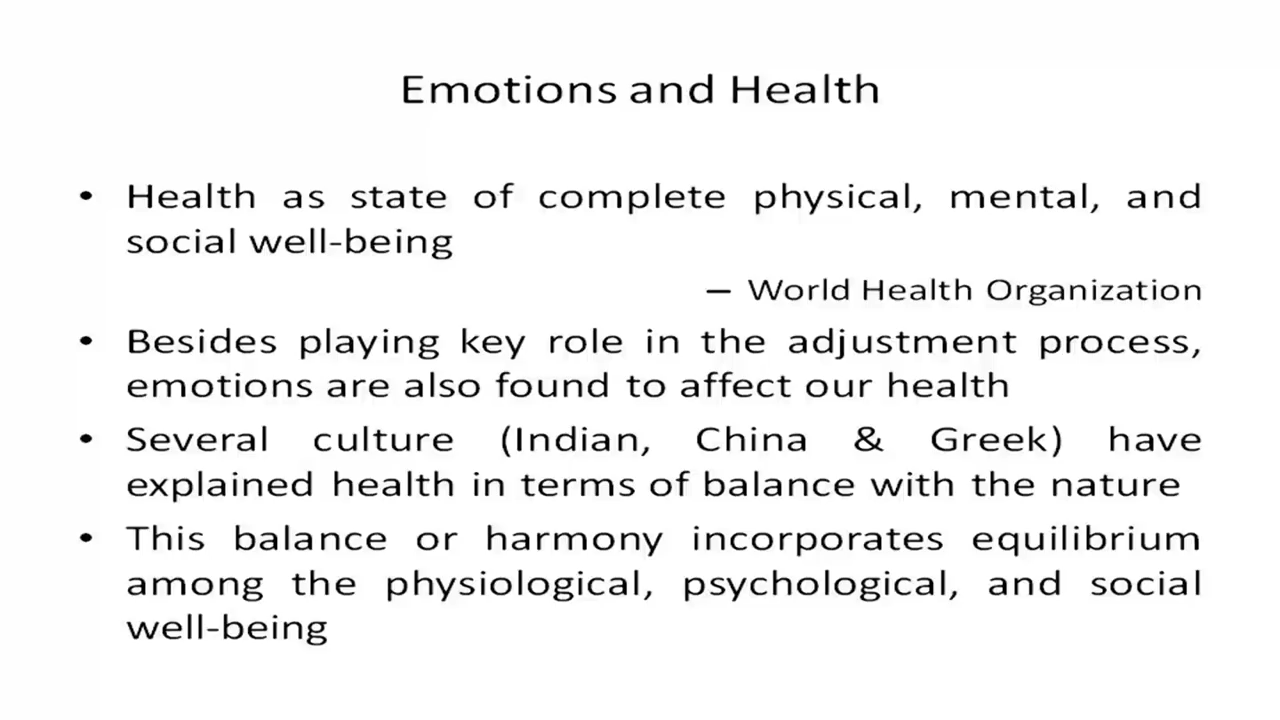 Emotions and Health
• Health as state of complete physical, mental, and
social well-being
– World Health Organization
• Besides playing key role in the adjustment process,
emotions are also found to affect our health
• Several culture (Indian, China & Greek) have
explained health in terms of balance with the nature
• This balance or harmony incorporates equilibrium
among the physiological, psychological, and social
well-being